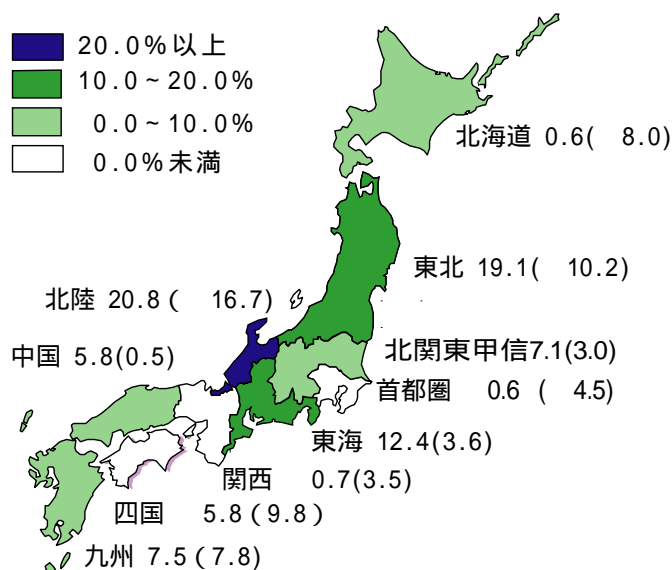 20.0%以上
10.0~20.0%
0.0~10.0%
0.0%未満
北海道 0.6( 8.0)
東北 19.1( 10.2)
北陸 20.8( 16.7)
中国 5.8(0.5)
北関東甲信7.1(3.0)
首都圏 0.6 ( 4.5)
東海 12.4(3.6)
関西 0.7(3.5)
四国 5.8(9.8)
九州 7.5(7.8)